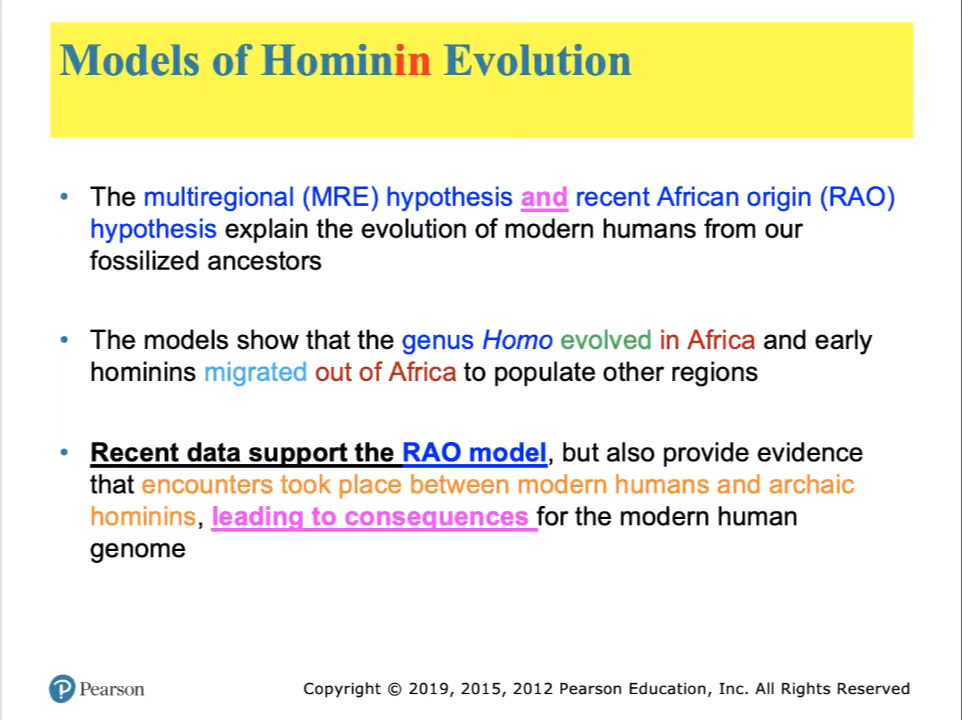 Models of Hominin Evolution
• The multiregional (MRE) hypothesis and recent African origin (RAO)
hypothesis explain the evolution of modern humans from our
fossilized ancestors
• The models show that the genus Homo evolved in Africa and early
hominins migrated out of Africa to populate other regions
• Recent data support the RAO model, but also provide evidence
that encounters took place between modern humans and archaic
hominins, leading to consequences for the modern human
genome
Pearson
Copyright © 2019, 2015, 2012 Pearson Education, Inc. All Rights Reserved